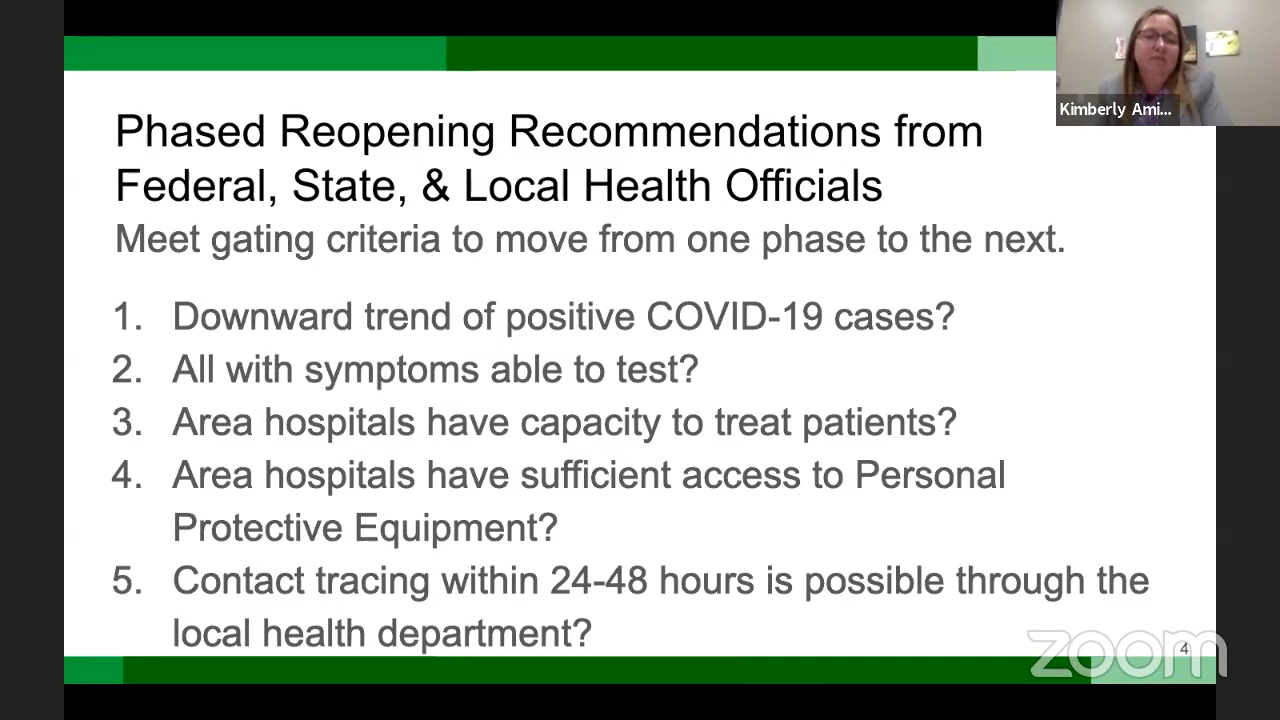 Phased Reopening Recommendations from
Federal, State, & Local Health Officials
Meet gating criteria to move from one phase to the next.
1. Downward trend of positive COVID-19 cases?
2. All with symptoms able to test?
3. Area hospitals have capacity to treat patients?
4. Area hospitals have sufficient access to Personal
Protective Equipment?
5. Contact tracing within 24-48 hours is possible through the
local health department?
4
zoom
Kimberly Ami...